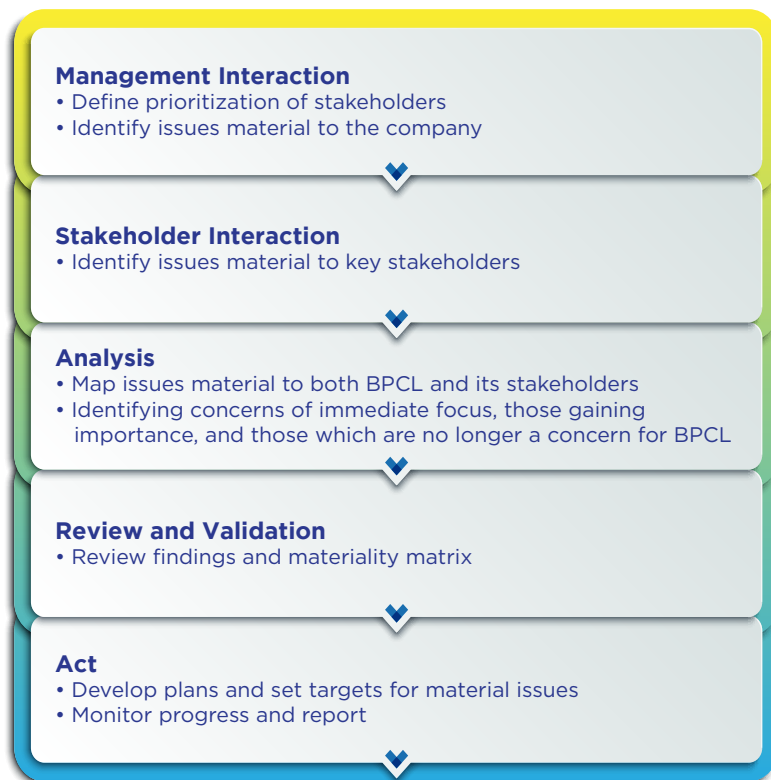 Management Interaction
• Define prioritization of stakeholders
• Identify issues material to the company
Stakeholder Interaction
• Identify issues material to key stakeholders
Analysis
• Map issues material to both BPCL and its stakeholders
• Identifying concerns of immediate focus, those gaining
importance, and those which are no longer a concern for BPCL
Review and Validation
• Review findings and materiality matrix
Act
• Develop plans and set targets for material issues
• Monitor progress and report